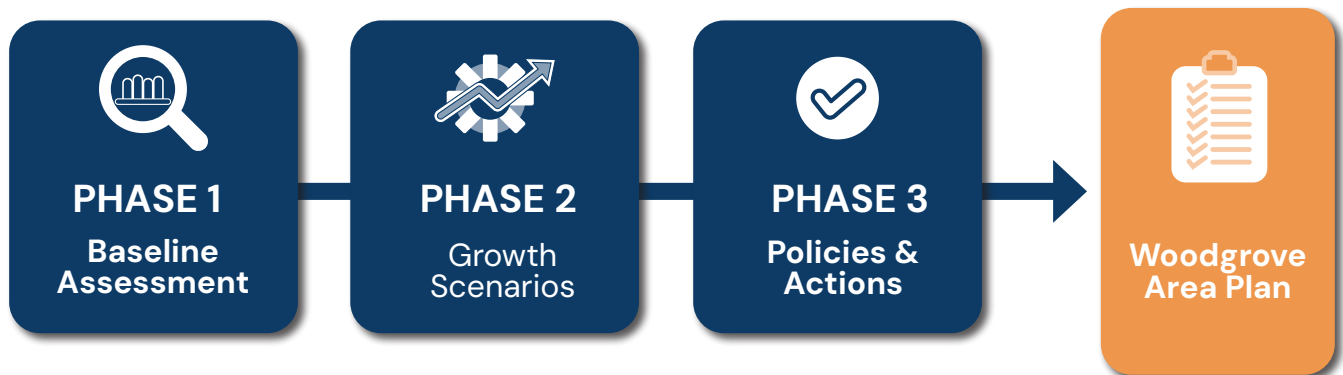 PHASE 1
Baseline
Assessment
PHASE 2
Growth
Scenarios
PHASE 3
Policies &
Actions
Woodgrove
Area Plan